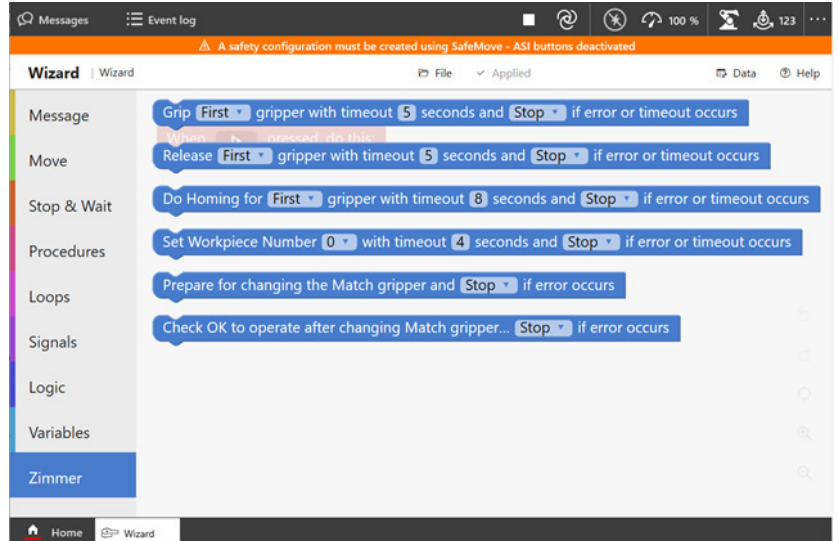 Messages Event log 100 % 123 ...
A safety configuration must be created using SafeMove - ASI buttons deactivated
Wizard | Wizard File Applied Data Help
Message
Move
Stop & Wait
Procedures
Loops
Signals
Logic
Variables
Zimmer
Grip First gripper with timeout 5 seconds and Stop if error or timeout occurs
When pressed, do this:
Release First gripper with timeout 5 seconds and Stop if error or timeout occurs
Do Homing for First gripper with timeout 8 seconds and Stop if error or timeout occurs
Set Workpiece Number 0 with timeout 4 seconds and Stop if error or timeout occurs
Prepare for changing the Match gripper and Stop if error occurs
Check OK to operate after changing Match gripper... Stop if error occurs
Home Wizard